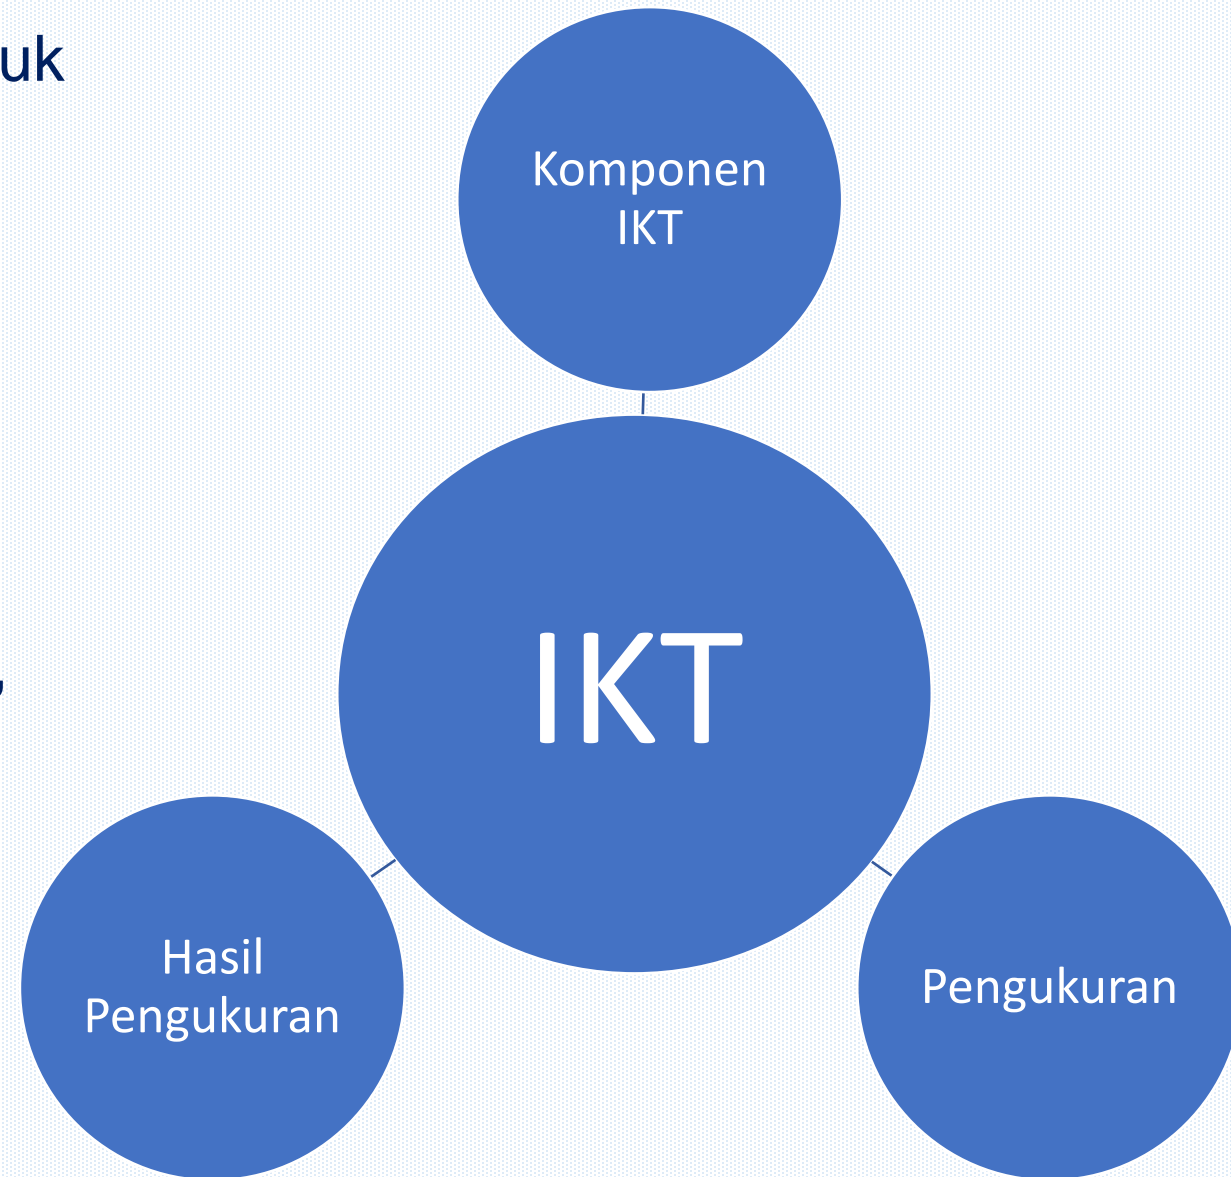 uk
Komponen
IKT
IKT
,
Hasil
Pengukuran
Pengukuran